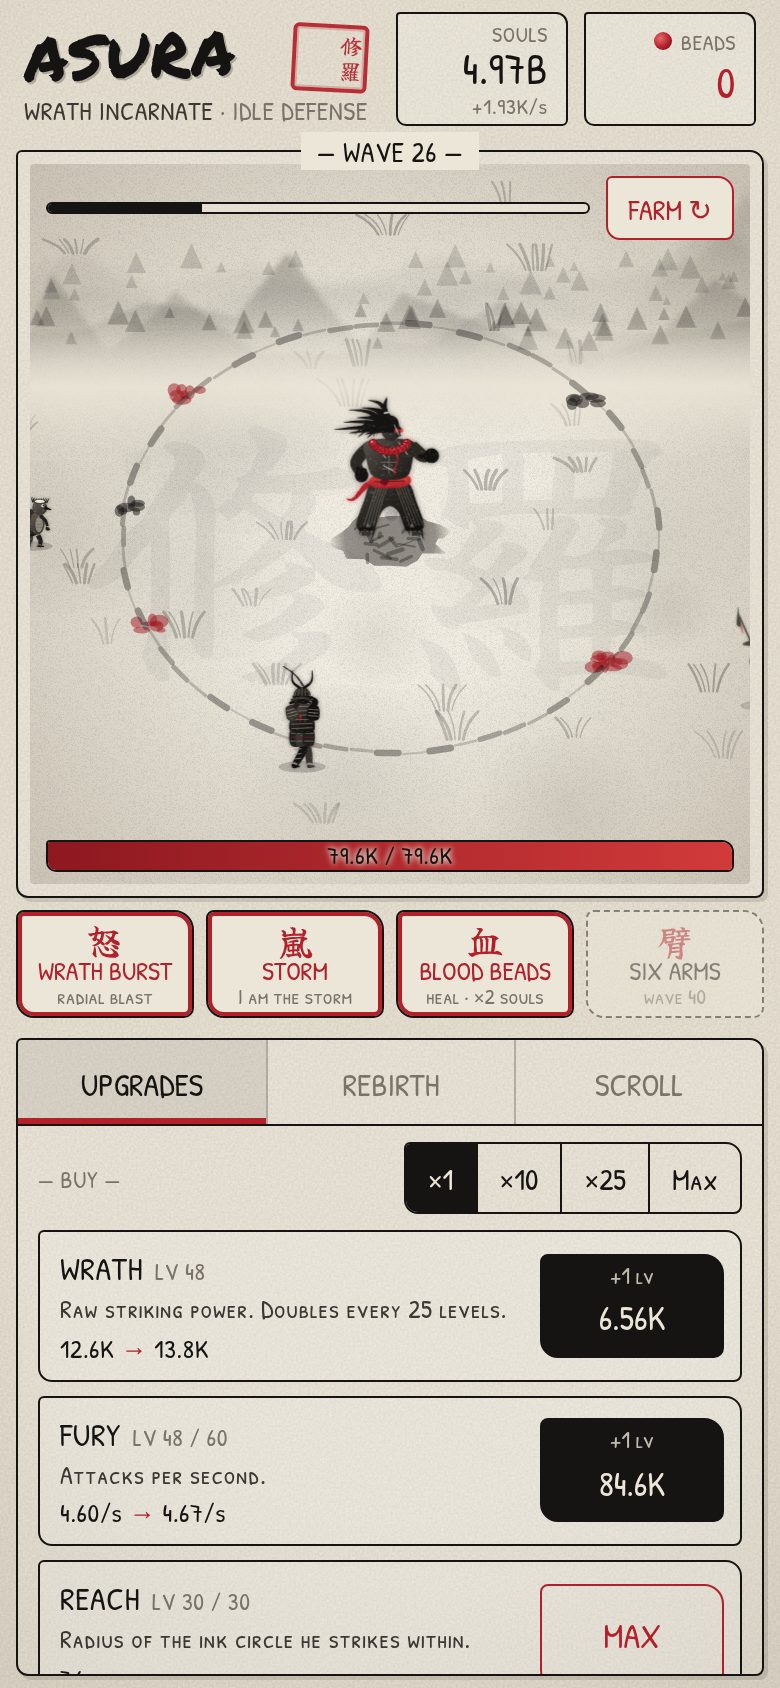 ASURA
修
羅
WRATH INCARNATE · IDLE DEFENSE
SOULS
4.97B
+1.93K/s
BEADS
0
— WAVE 26 —
FARM ↻
修羅
79.6K / 79.6K
怒
WRATH BURST
RADIAL BLAST
嵐
STORM
I AM THE STORM
血
BLOOD BEADS
HEAL · ×2 SOULS
臂
SIX ARMS
WAVE 40
UPGRADES
REBIRTH
SCROLL
— BUY —
×1
×10
×25
MAX
WRATH LV 48
RAW STRIKING POWER. DOUBLES EVERY 25 LEVELS.
12.6K → 13.8K
+1 LV
6.56K
FURY LV 48 / 60
ATTACKS PER SECOND.
4.60/s → 4.67/s
+1 LV
84.6K
REACH LV 30 / 30
RADIUS OF THE INK CIRCLE HE STRIKES WITHIN.
MAX